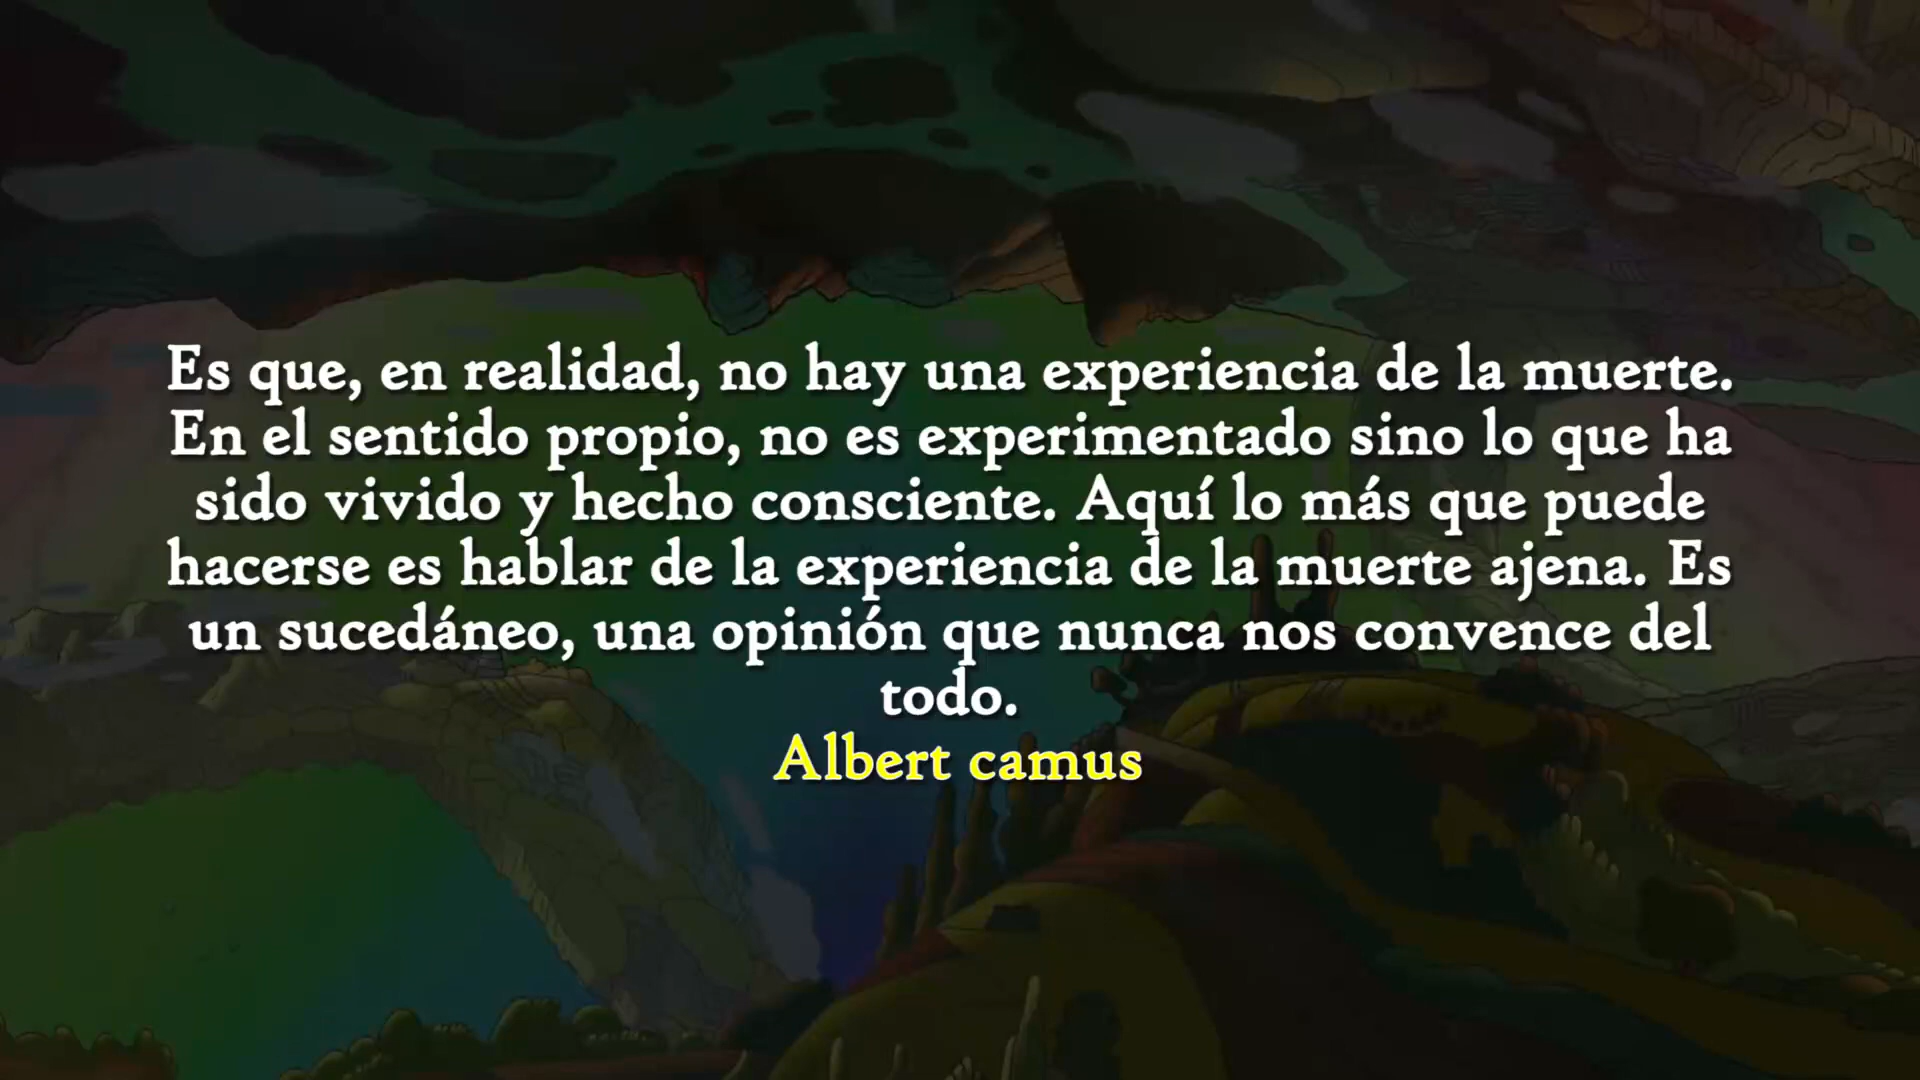 Es que, en realidad, no hay una experiencia de la muerte.
En el sentido propio, no es experimentado sino lo que ha
sido vivido y hecho consciente. Aquí lo más que puede
hacerse es hablar de la experiencia de la muerte ajena. Es
un sucedáneo, una opinión que nunca nos convence del
todo.
Albert camus